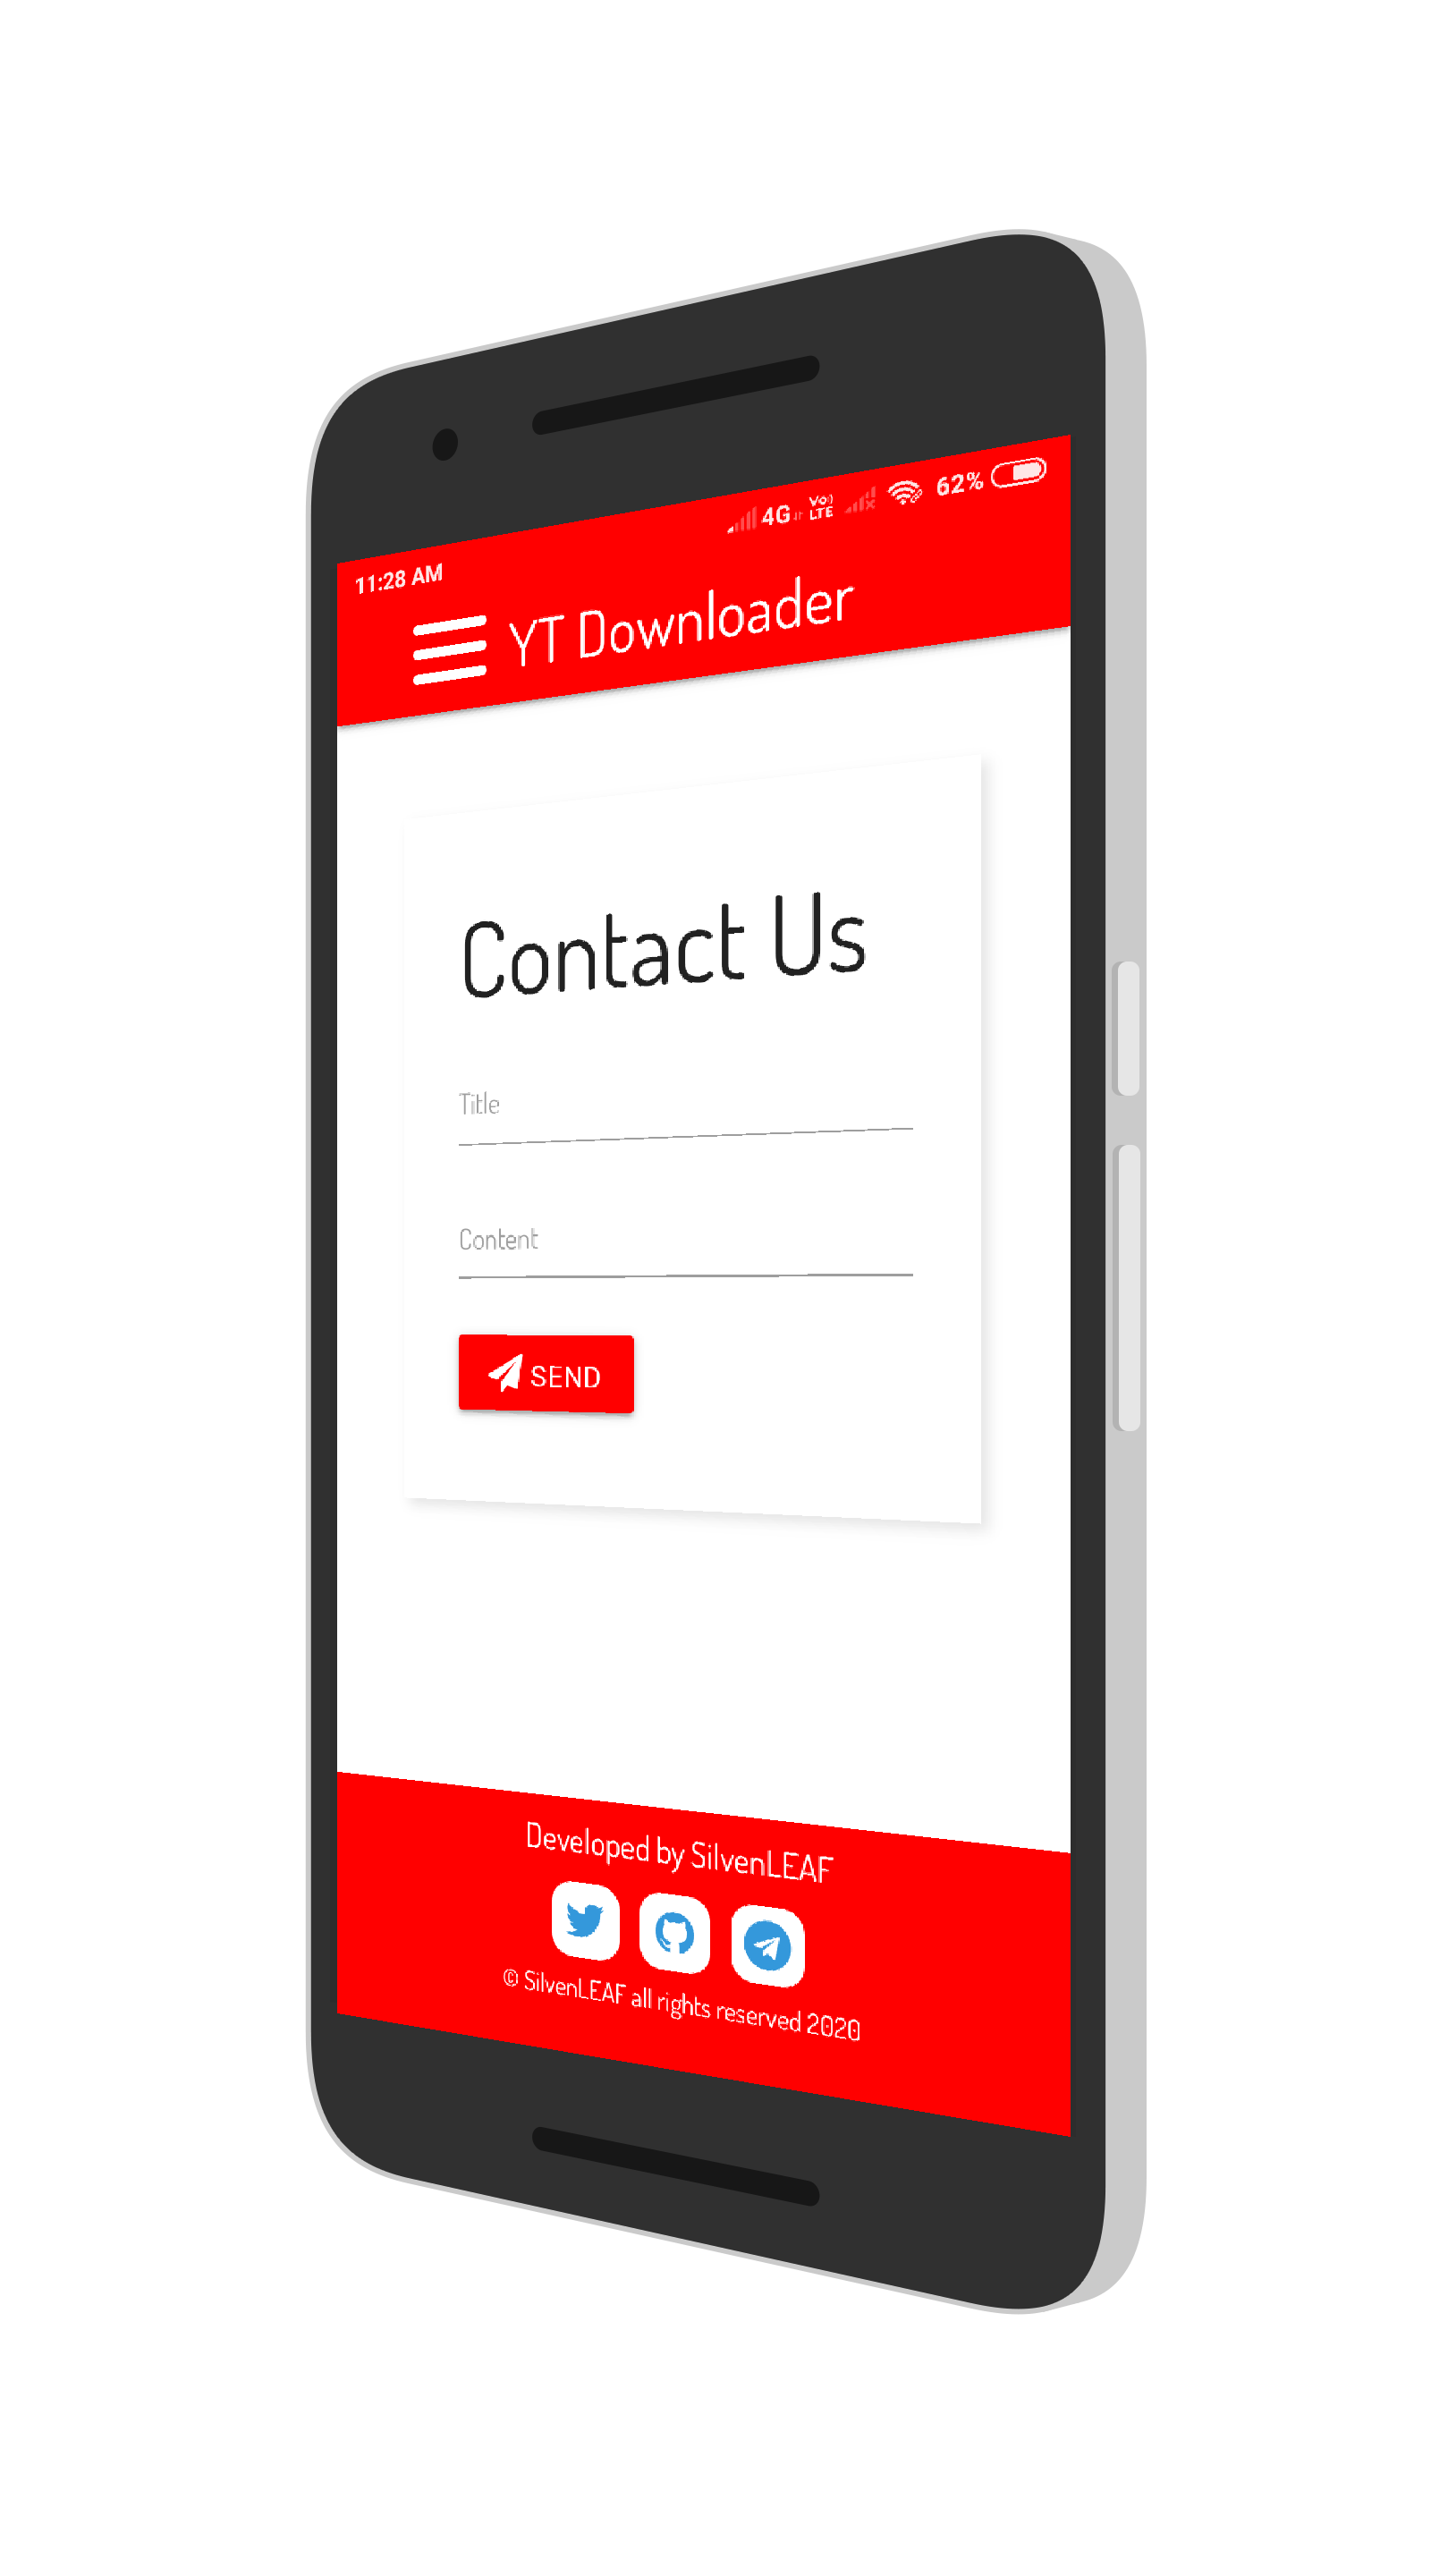 11:28 AM 4G Vo) LTE 62%
YT Downloader
Contact Us
Title
Content
SEND
Developed by SilvenLEAF
© SilvenLEAF all rights reserved 2020